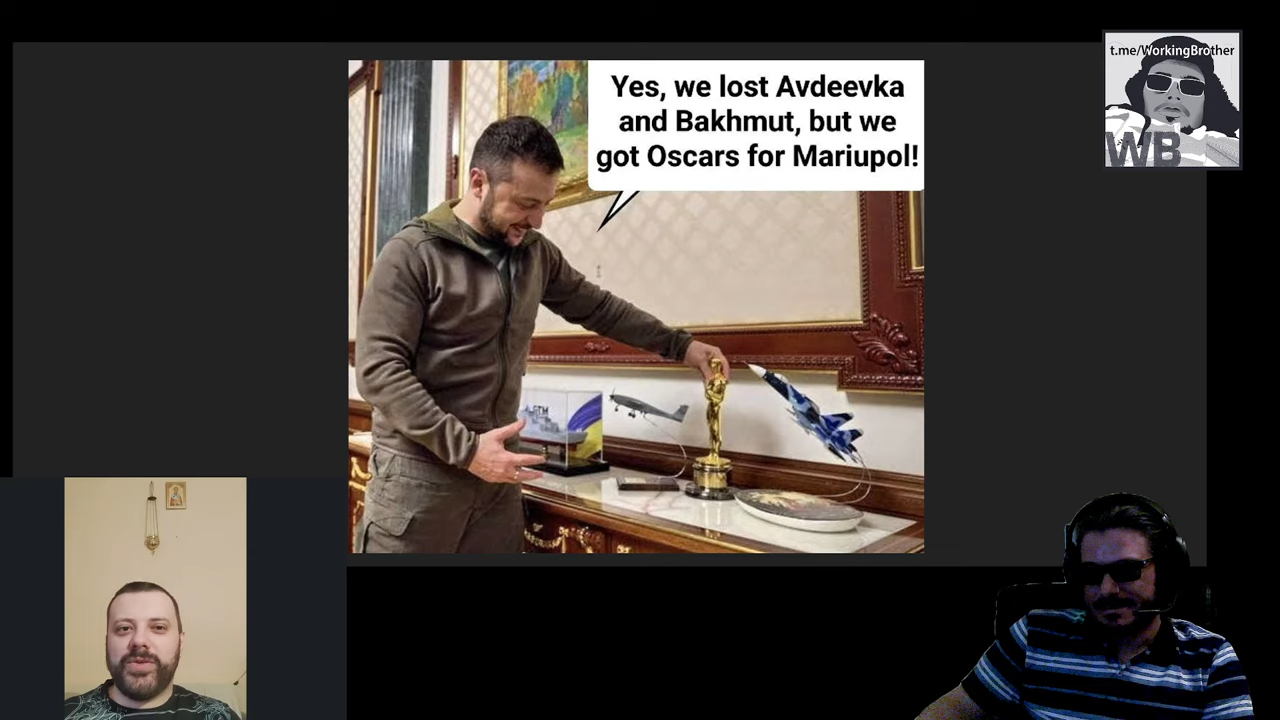 Yes, we lost Avdeevka
and Bakhmut, but we
got Oscars for Mariupol!
t.me/WorkingBrother
WB